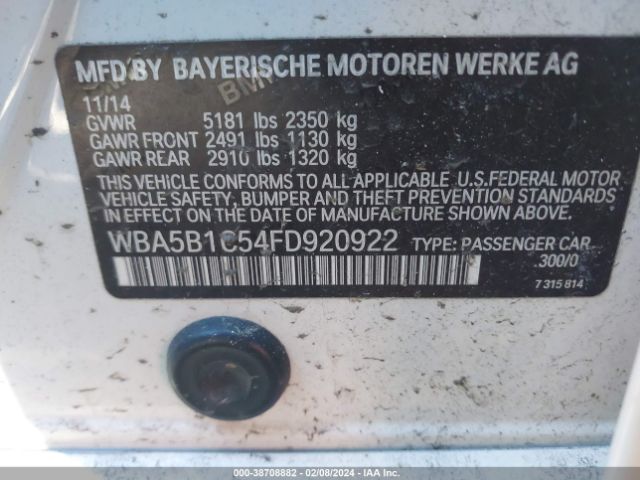 MFD BY BAYERISCHE MOTOREN WERKE AG
11/14
GVWR 5181 lbs 2350 kg
GAWR FRONT 2491 lbs 1130 kg
GAWR REAR 2910 lbs 1320 kg
THIS VEHICLE CONFORMS TO ALL APPLICABLE U.S.FEDERAL MOTOR
VEHICLE SAFETY, BUMPER AND THEFT PREVENTION
STANDARDS IN EFFECT ON DATE OF MANUFACTURE SHOWN ABOVE.
WBA5B1C54FD920922 TYPE: PASSENGER CAR
300/0
7 315 814
000-38708882 / 02/08/2024 - IAA Inc.